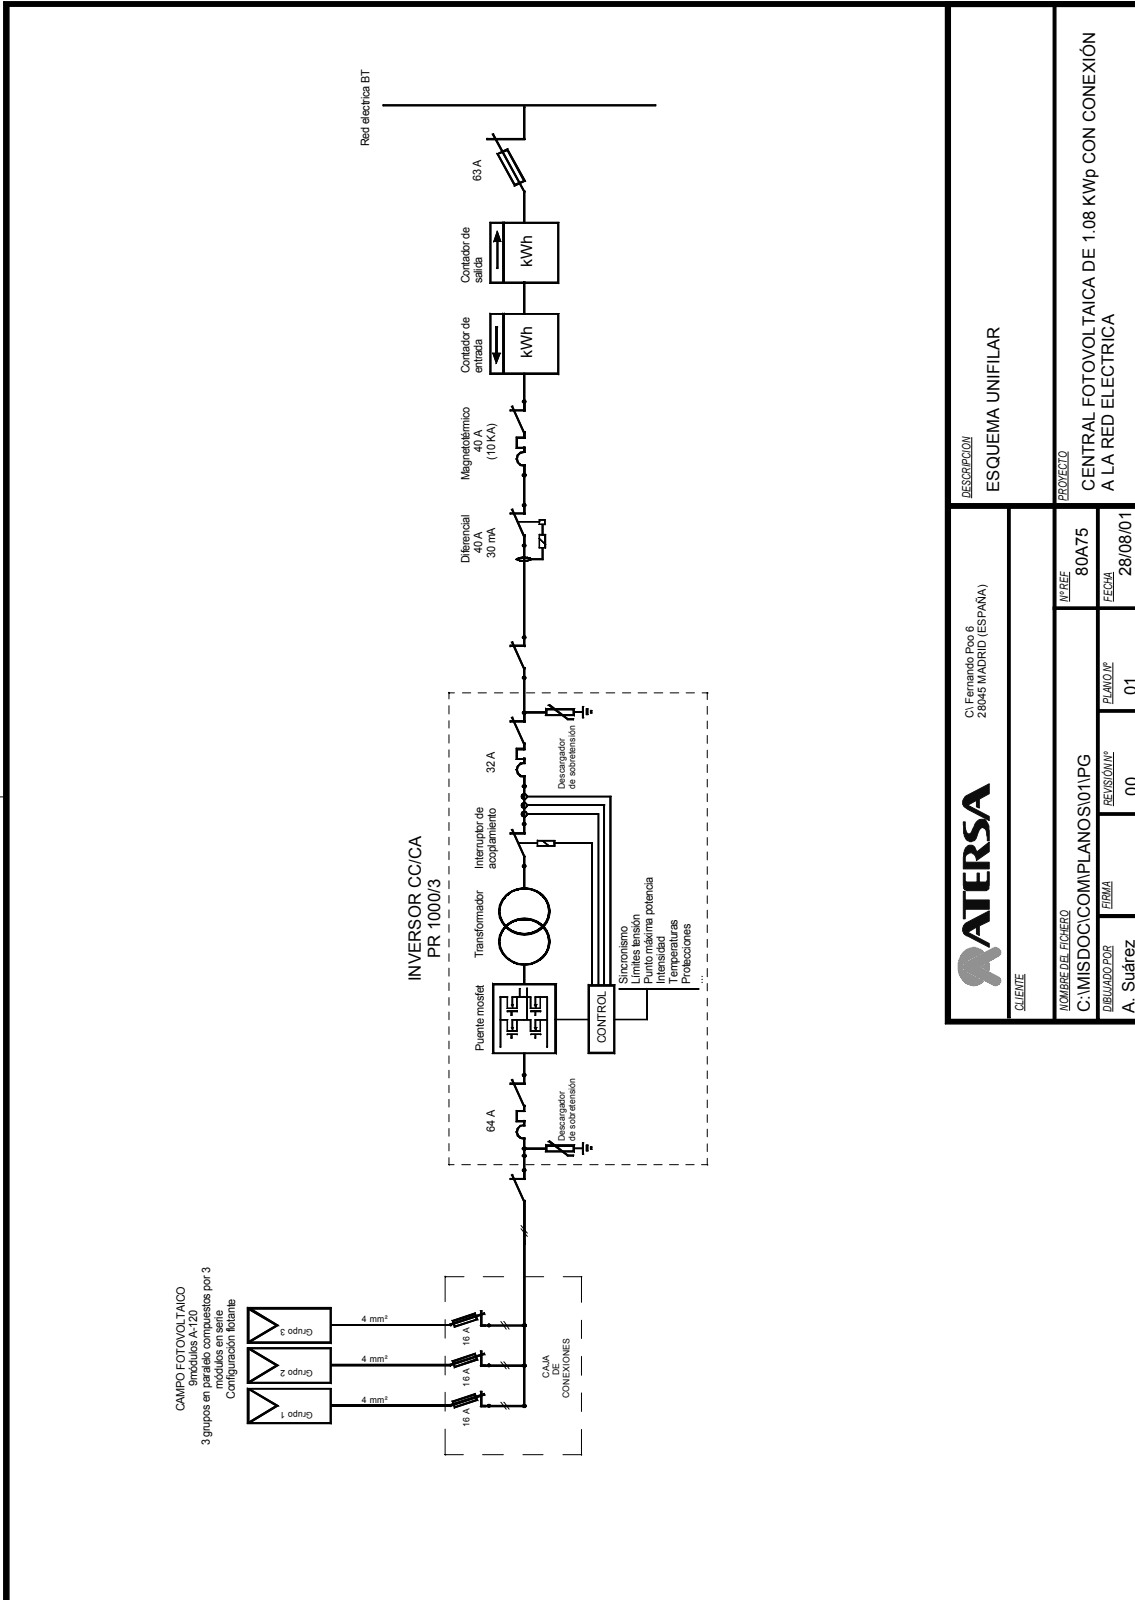 CAMPO FOTOVOLTAICO
9módulos A-120
3 grupos en paralelo compuestos por 3
módulos en serie
Configuración flotante
Grupo 1
Grupo 2
Grupo 3
4 mm²
4 mm²
4 mm²
16 A
16 A
16 A
CAJA
DE
CONEXIONES
INVERSOR CC/CA
PR 1000/3
64 A
Descargador
de sobretensión
Puente mosfet
CONTROL
Sincronismo
Límites tensión
Punto máxima potencia
Intensidad
Temperaturas
Protecciones
...
Transformador
Interruptor de
acoplamiento
32 A
Descargador
de sobretensión
Diferencial
40 A
30 mA
Magnetotérmico
40 A
(10 KA)
Contador de
entrada
kWh
Contador de
salida
kWh
63 A
Red electrica BT
ATERSA
C\ Fernando Poo 6
28045 MADRID (ESPAÑA)
DESCRIPCION
ESQUEMA UNIFILAR
CLIENTE
NOMBRE DEL FICHERO
C:\MISDOC\COM\PLANOS\01\PG
Nº REF
80A75
PROYECTO
CENTRAL FOTOVOLTAICA DE 1.08 KWp CON CONEXIÓN
A LA RED ELECTRICA
DIBUJADO POR
A. Suárez
FIRMA
REVISIÓN Nº
00
PLANO Nº
01
FECHA
28/08/01